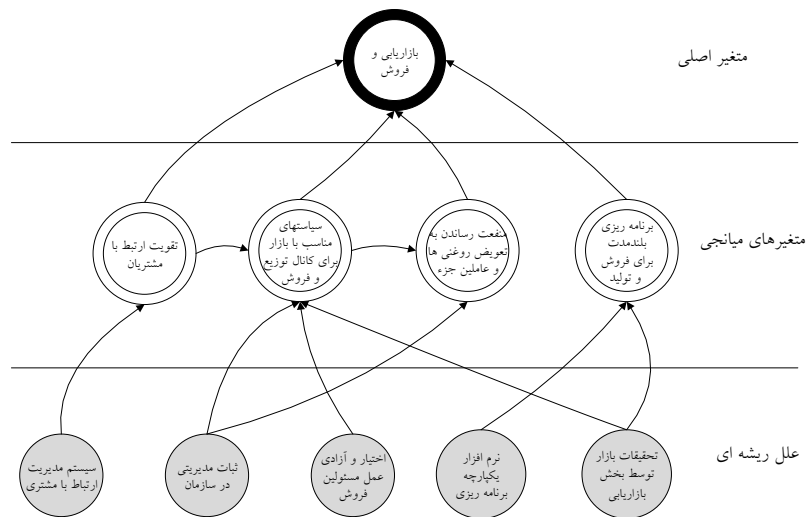 متغیر اصلی
بازاریابی و
فروش
متغیرهای میانجی
برنامه ریزی
بلندمدت
برای فروش
و تولید
منفعت رساندن به
تعویض روغنی ها
و عاملین جزء
سیاستهای
مناسب با بازار
برای کانال توزیع
و فروش
تقویت ارتبط با
مشتریان
علل ریشه ای
تحقیقات بازار
توسط بخش
بازاریابی
نرم افزار
یکپارچه
برنامه ریزی
اختیار و آزادی
عمل مسئولین
فروش
ثبات مدیریتی
در سازمان
سیستم مدیریت
ارتباط با مشتری